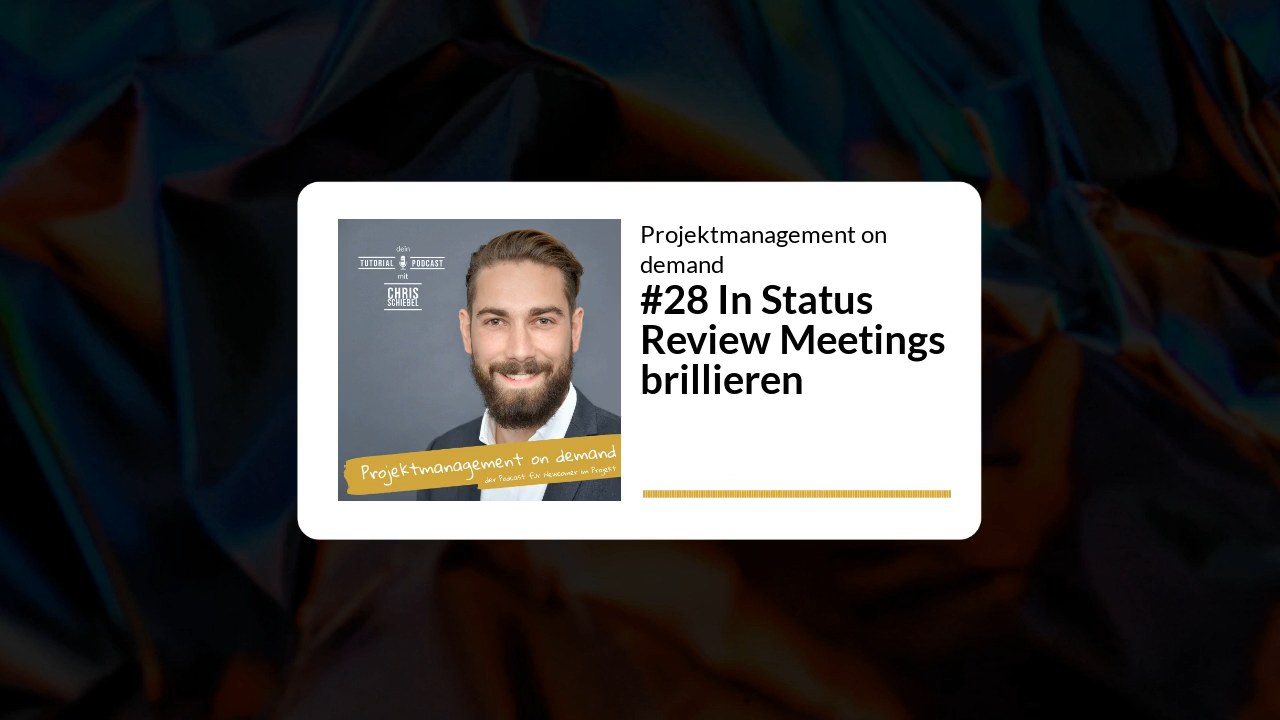 dein
TUTORIAL PODCAST
mit
CHRIS
SCHIEBEL
Projektmanagement on demand
der Podcast für Newcomer im Projekt
Projektmanagement on
demand
#28 In Status
Review Meetings
brillieren